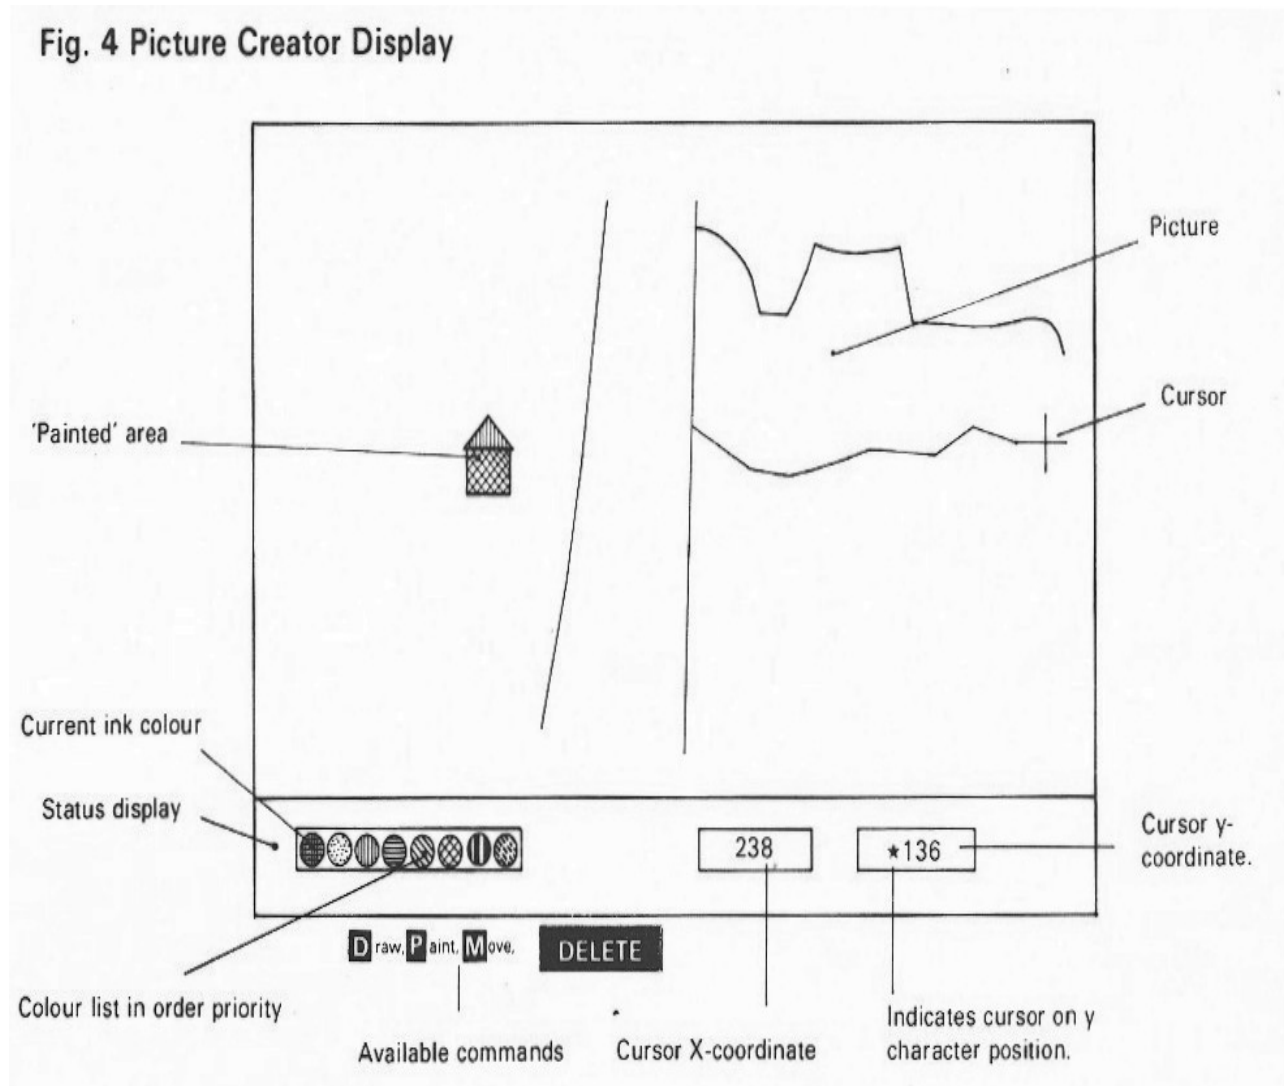 Fig. 4 Picture Creator Display
Picture
Cursor
'Painted' area
Current ink colour
Status display
238
★136
Cursor y-
coordinate.
Draw, Paint, Move,
DELETE
Colour list in order priority
Available commands
Cursor X-coordinate
Indicates cursor on y
character position.